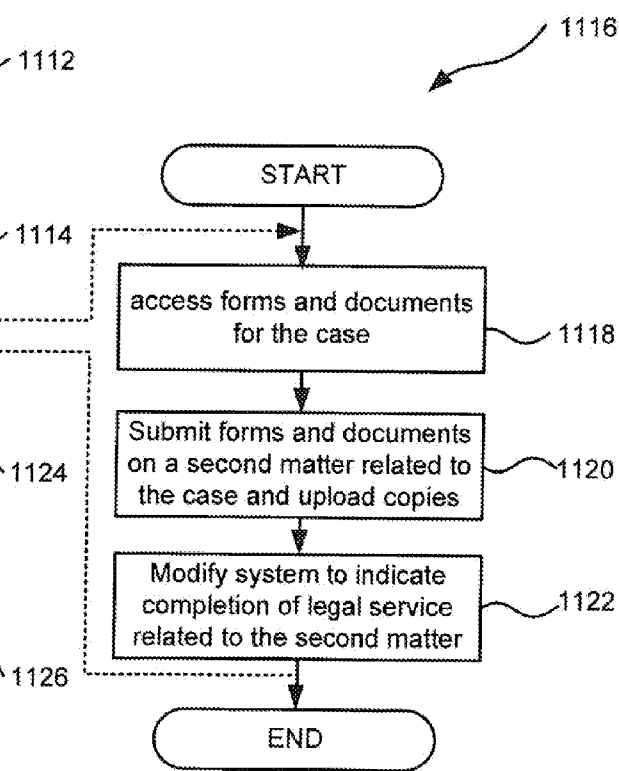 1116
1112
START
1114
access forms and documents
for the case
1118
Submit forms and documents
on a second matter related to
the case and upload copies
1120
1124
Modify system to indicate
completion of legal service
related to the second matter
1122
1126
END